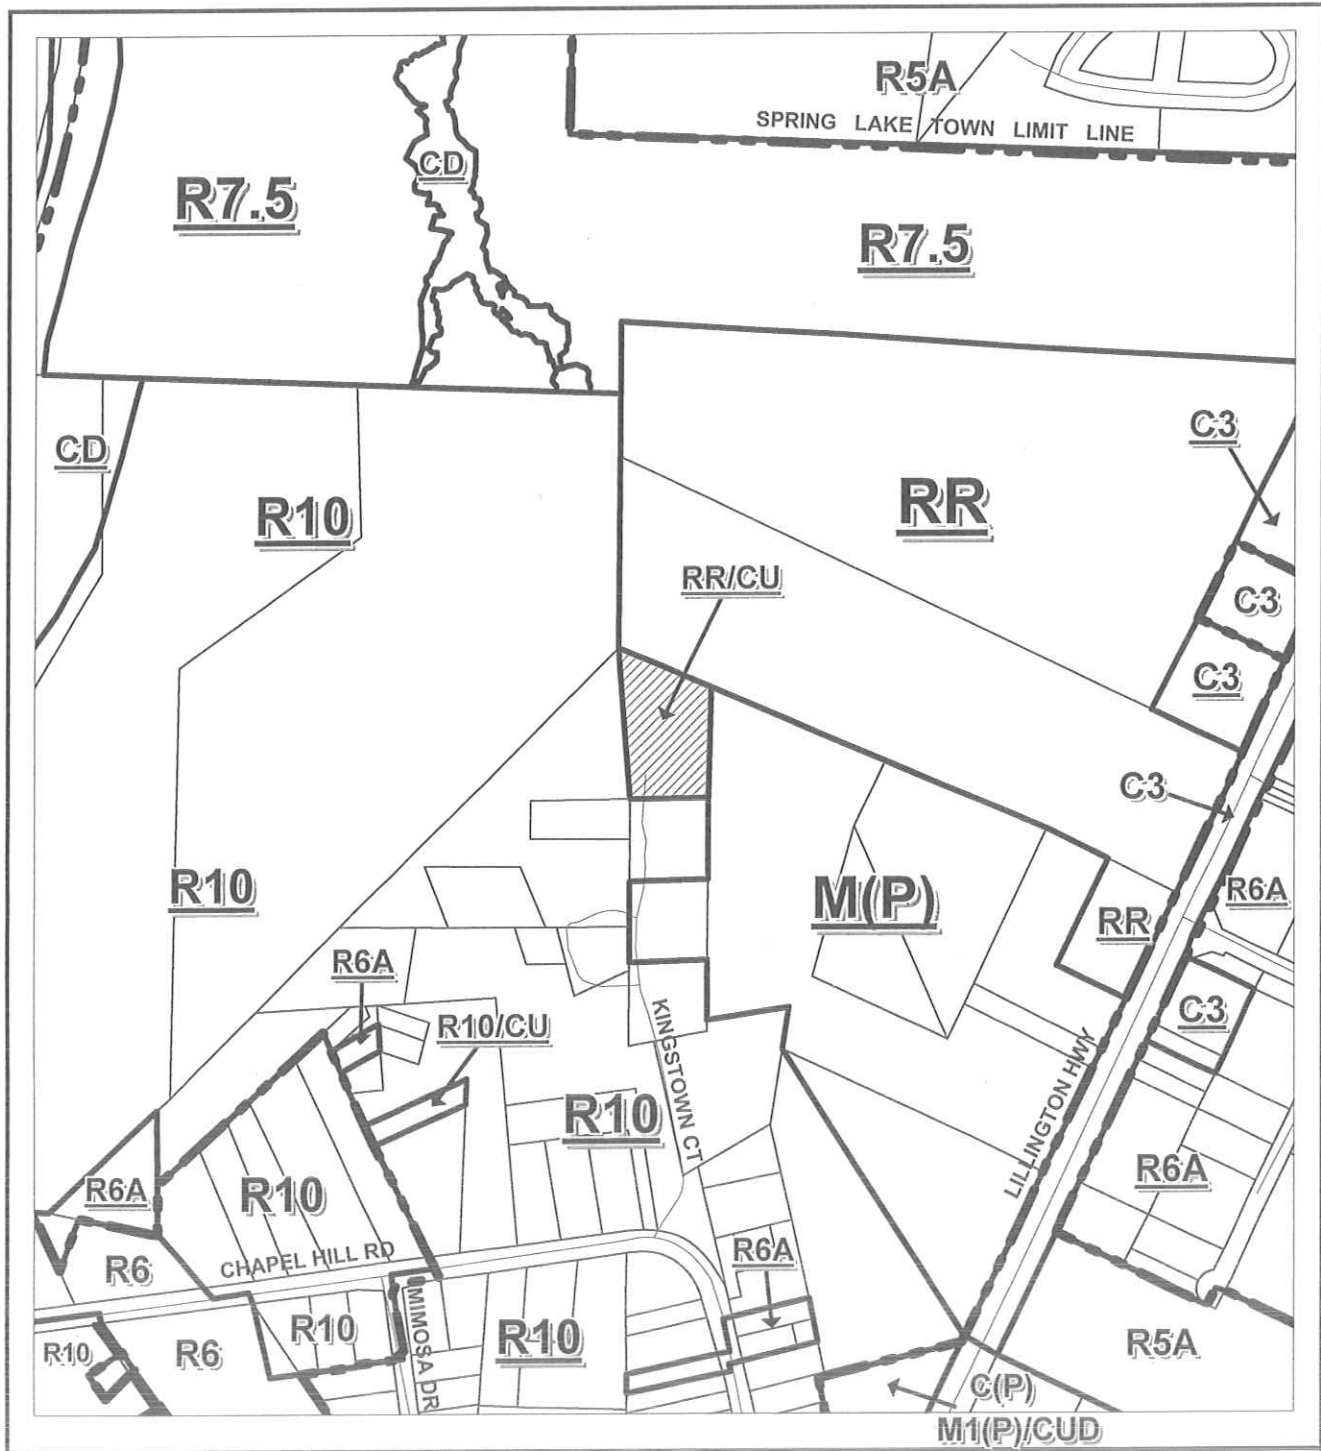 R5A
SPRING LAKE TOWN LIMIT LINE
CD
R7.5
R7.5
C3
CD
RR
R10
RR/CU
C3
C3
C3
R10
M(P)
R6A
RR
R6A
C3
R10/CU
KINGSTOWN CT
LILLINGTON HWY
R10
R6A
R10
R6A
R6A
CHAPEL HILL RD
R6
MIMOSA DR
R10
R10
R10
R6
R5A
C(P)
M1(P)/CUD